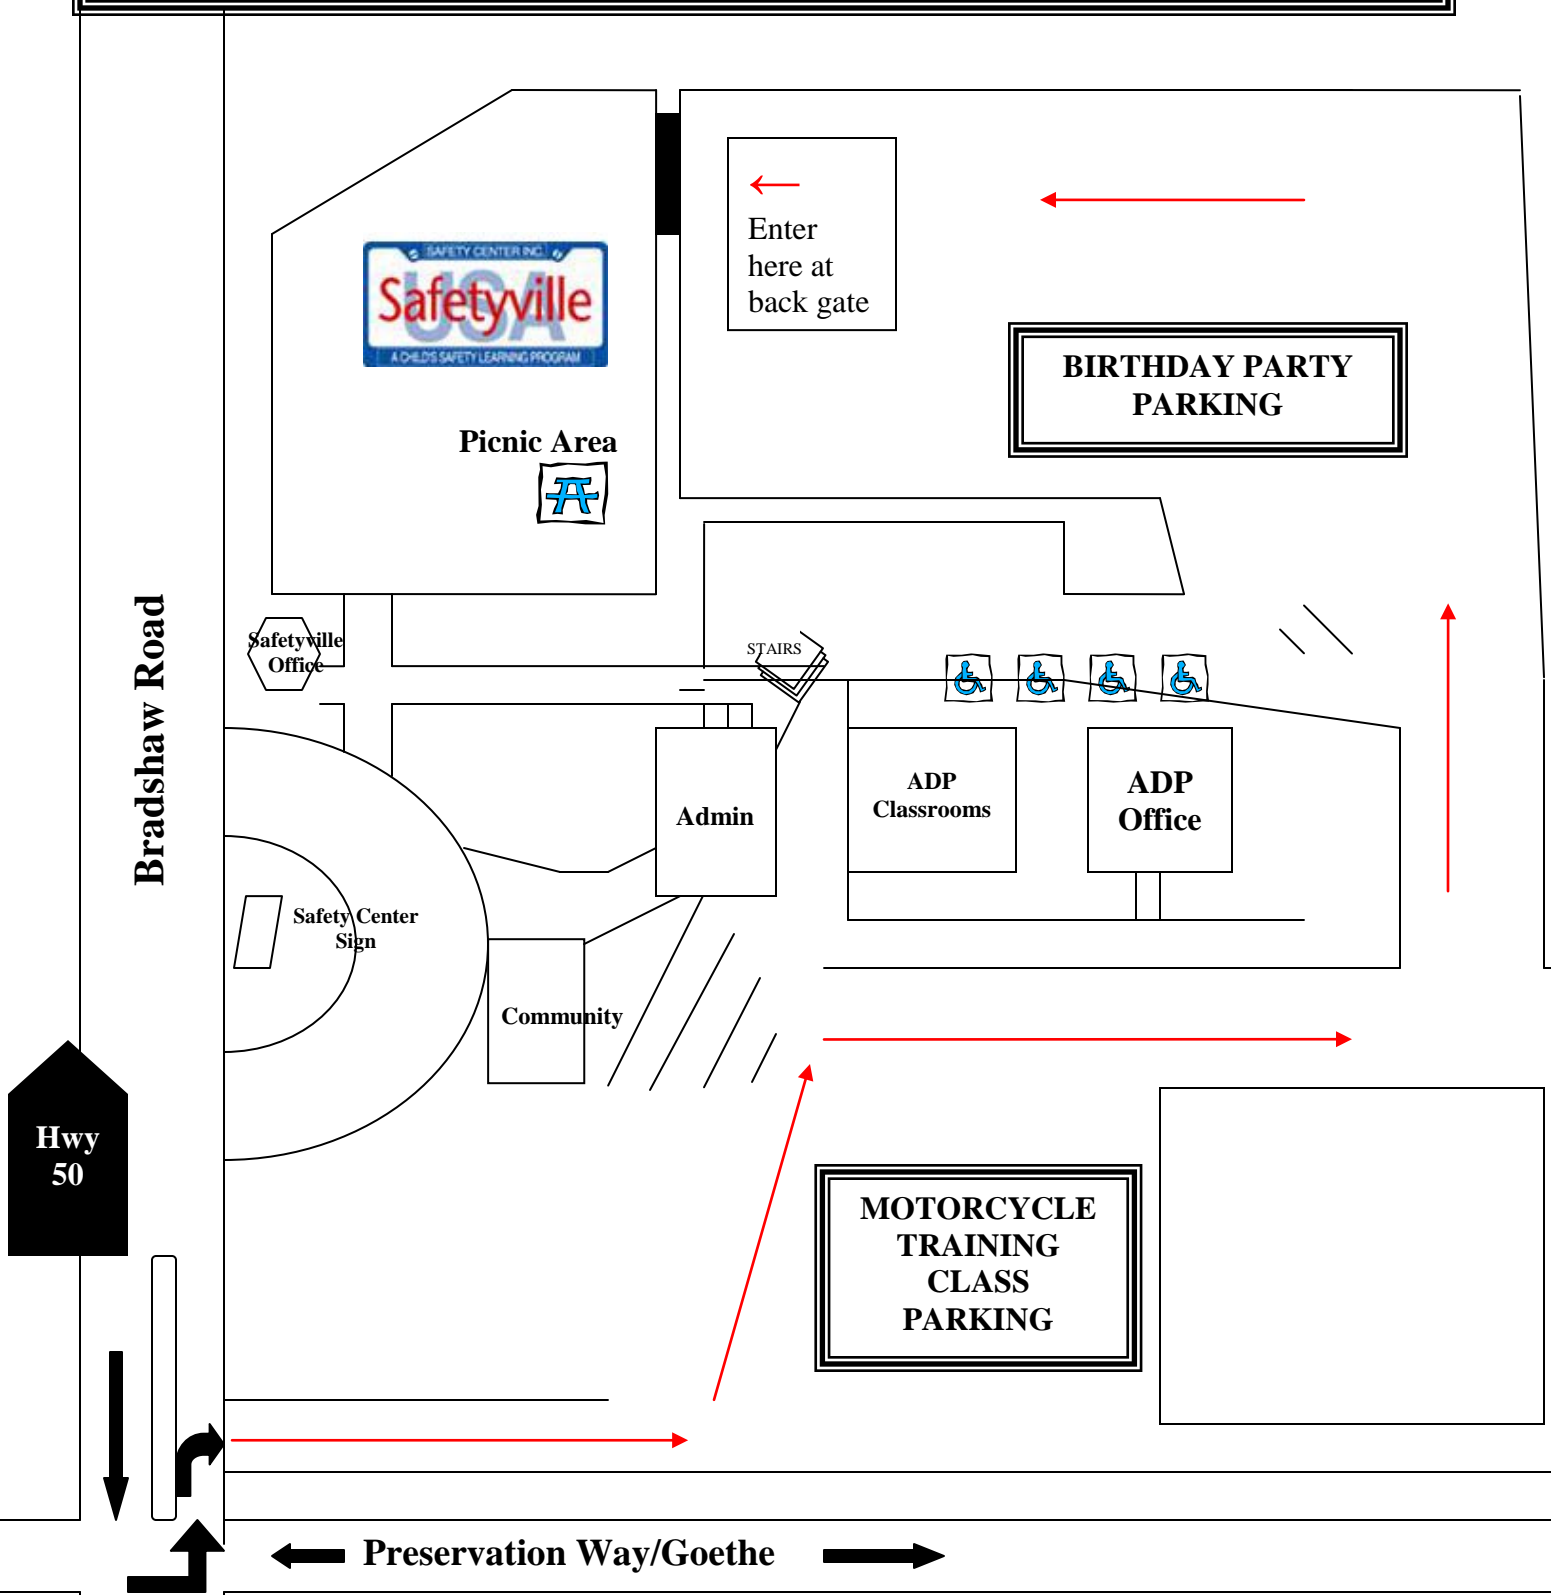 Enter
here at
back gate
SAFETY CENTER INC.
USA
Safetyville
A CHILD'S SAFETY LEARNING PROGRAM
BIRTHDAY PARTY
PARKING
Picnic Area
Bradshaw Road
Safetyville
Office
STAIRS
ADP
Classrooms
ADP
Office
Admin
Safety Center
Sign
Community
Hwy
50
MOTORCYCLE
TRAINING
CLASS
PARKING
Preservation Way/Goethe